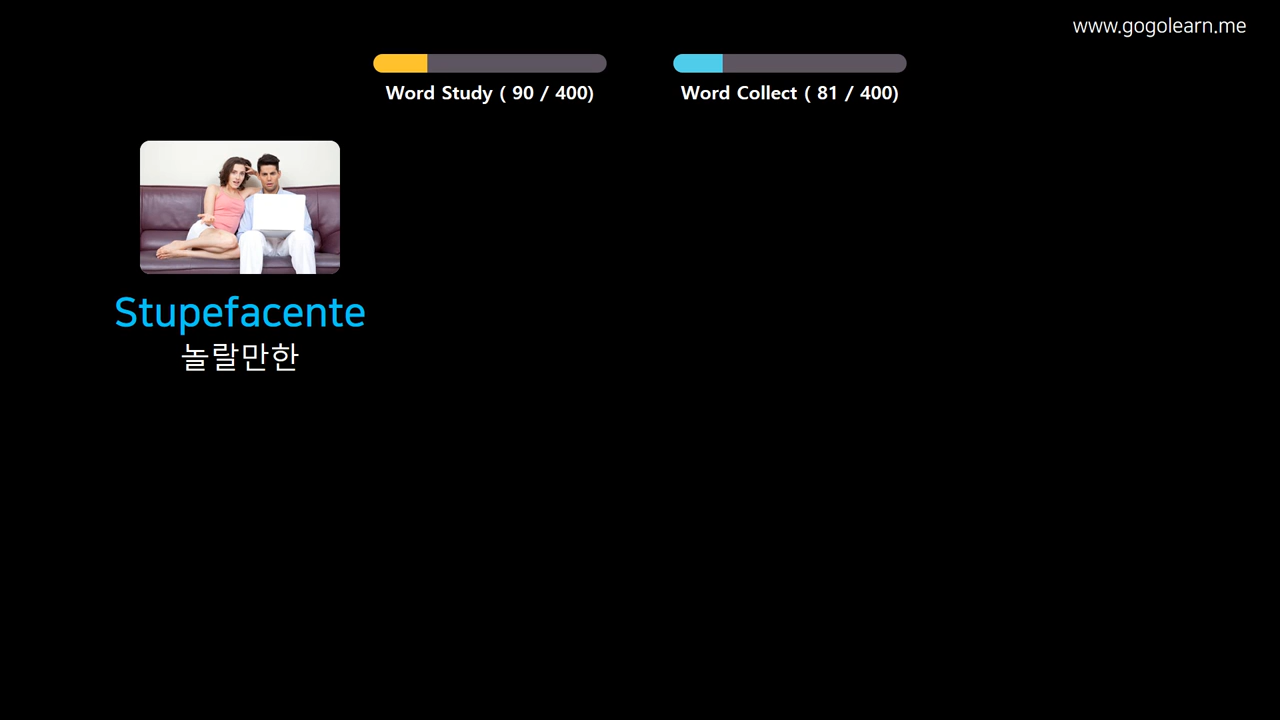 www.gogolearn.me
Word Study ( 90 / 400)
Word Collect ( 81 / 400)
Stupefacente
놀랄만한